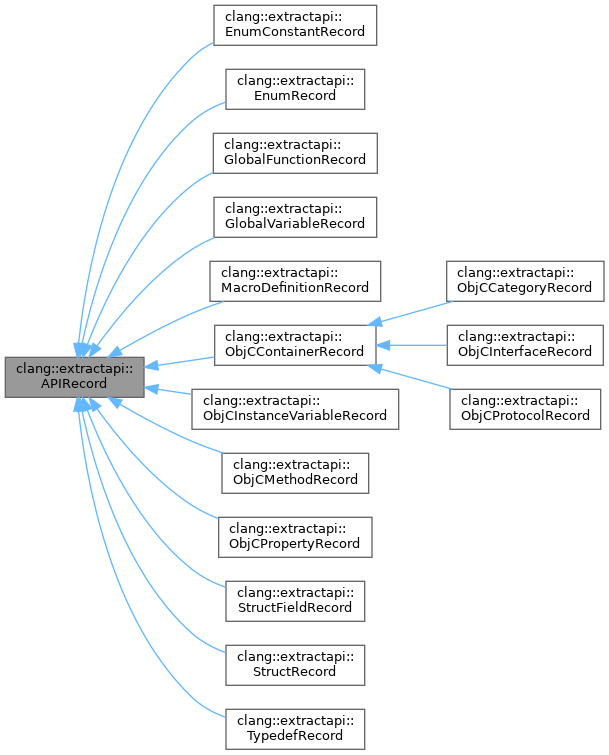 clang::extractapi::
EnumConstantRecord
clang::extractapi::
EnumRecord
clang::extractapi::
GlobalFunctionRecord
clang::extractapi::
GlobalVariableRecord
clang::extractapi::
MacroDefinitionRecord
clang::extractapi::
ObjCCategoryRecord
clang::extractapi::
ObjCContainerRecord
clang::extractapi::
ObjCInterfaceRecord
clang::extractapi::
APIRecord
clang::extractapi::
ObjCInstanceVariableRecord
clang::extractapi::
ObjCProtocolRecord
clang::extractapi::
ObjCMethodRecord
clang::extractapi::
ObjCPropertyRecord
clang::extractapi::
StructFieldRecord
clang::extractapi::
StructRecord
clang::extractapi::
TypedefRecord